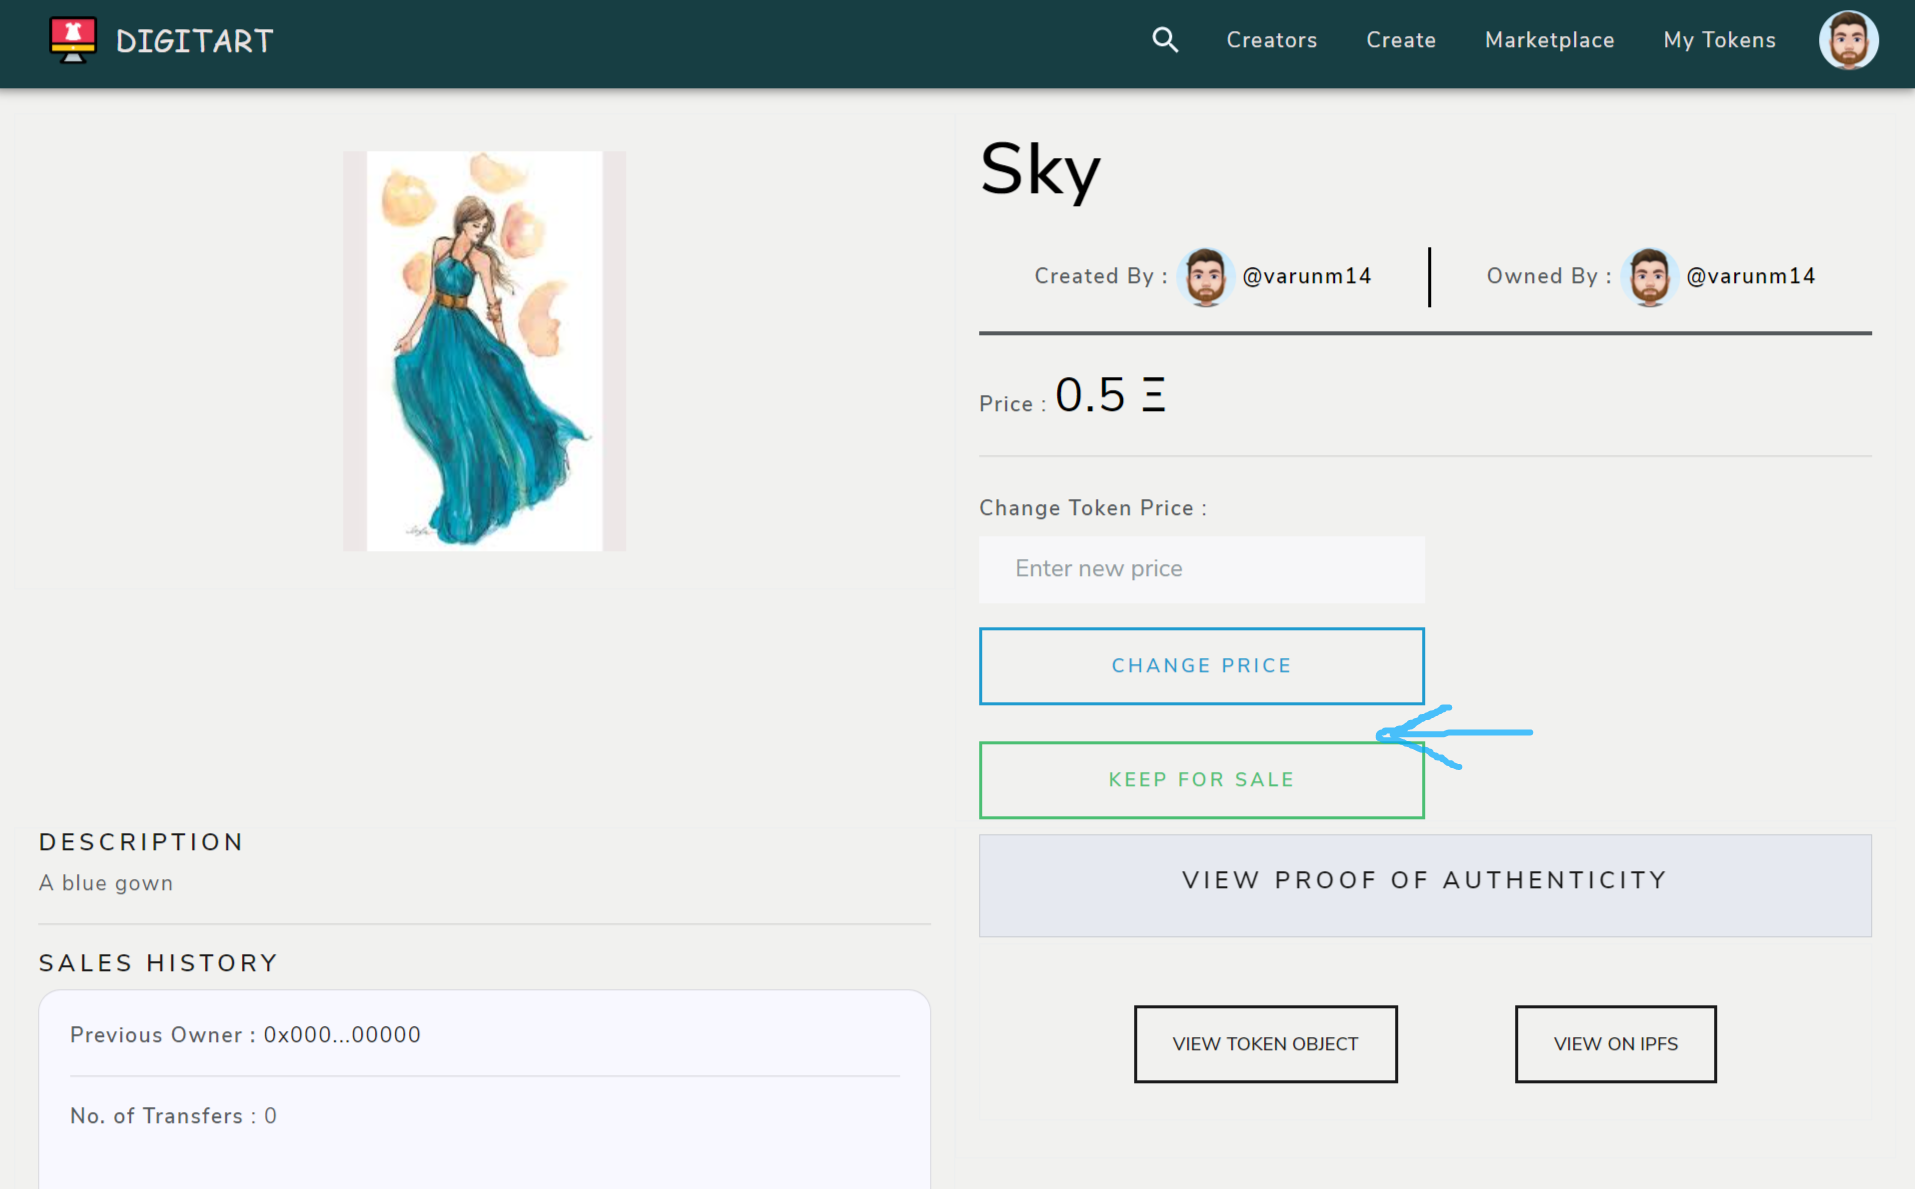 DIGITART
Creators
Create
Marketplace
My Tokens
Sky
Created By : @varunm14
Owned By : @varunm14
Price : 0.5 Ξ
Change Token Price :
Enter new price
CHANGE PRICE
KEEP FOR SALE
VIEW PROOF OF AUTHENTICITY
VIEW TOKEN OBJECT
VIEW ON IPFS
DESCRIPTION
A blue gown
SALES HISTORY
Previous Owner : 0x000...00000
No. of Transfers : 0